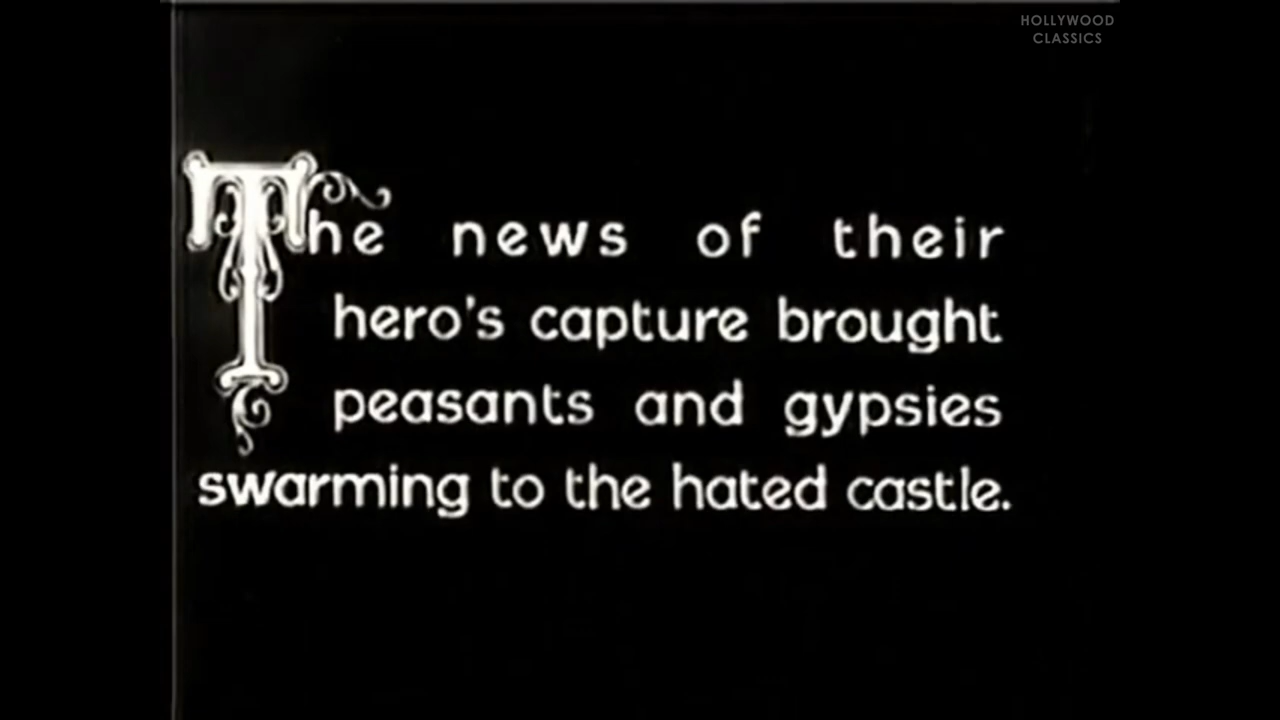 HOLLYWOOD
CLASSICS
The news of their
hero's capture brought
peasants and gypsies
swarming to the hated castle.